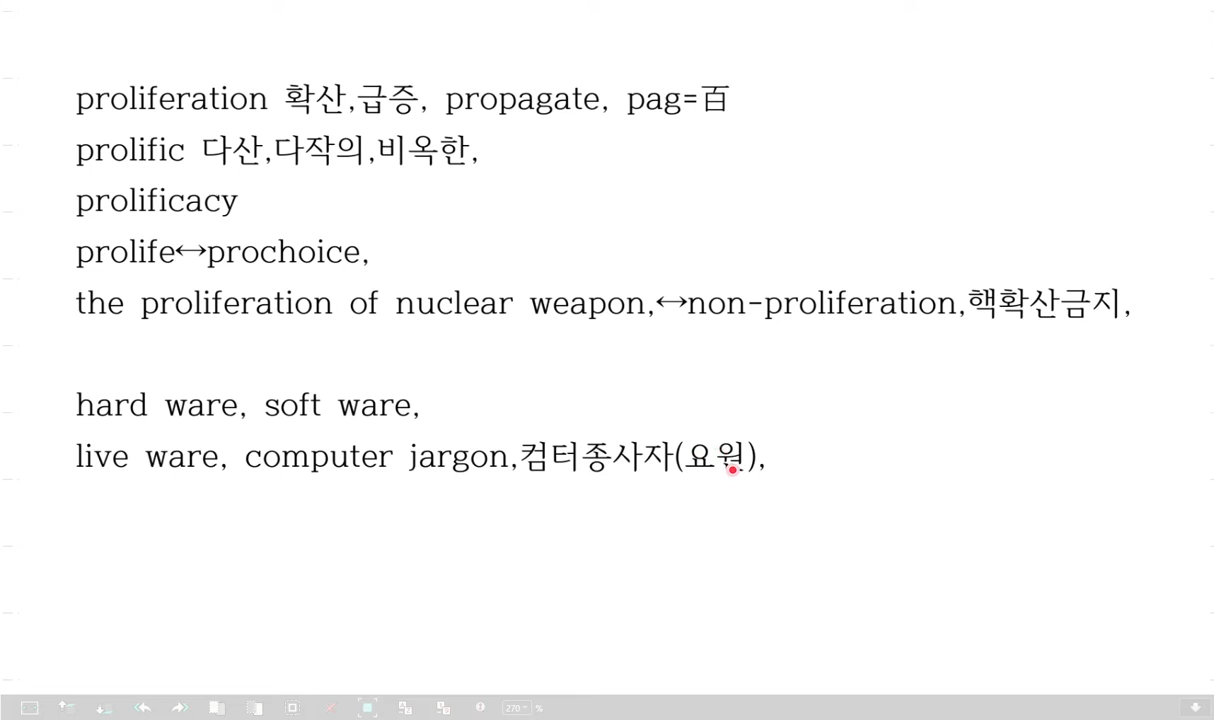 proliferation 확산,급증, propagate, pag=百
prolific 다산,다작의,비옥한,
prolificacy
prolife↔prochoice,
the proliferation of nuclear weapon,↔non-proliferation,핵확산금지,
hard ware, soft ware,
live ware, computer jargon,컴터종사자(요원),
270 %